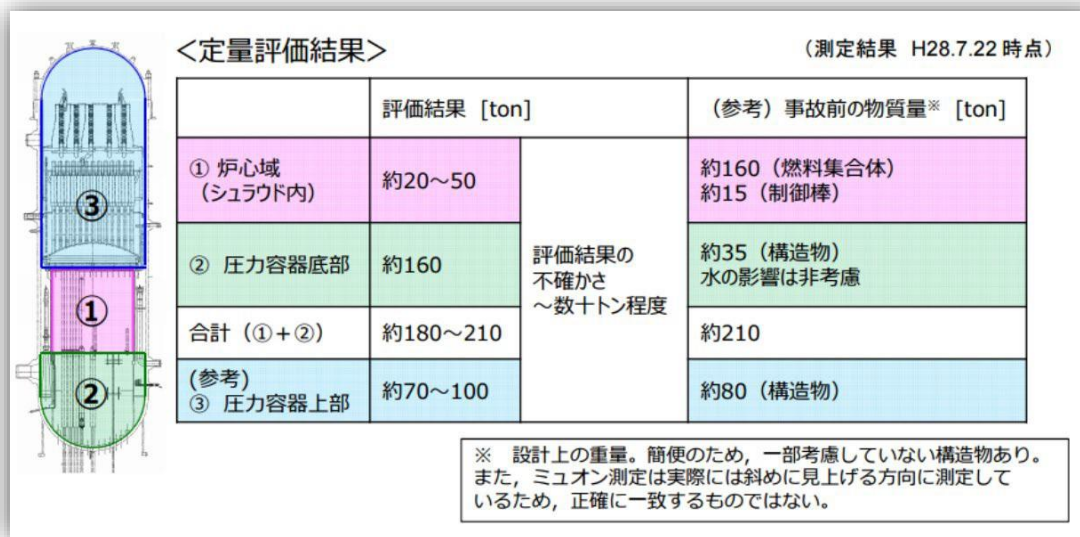 <定量評価結果>
（測定結果 H28.7.22 時点）
評価結果 [ton]
（参考）事故前の物質量※ [ton]
① 炉心域
（シュラウド内）
約20～50
約160（燃料集合体）
約15（制御棒）
② 圧力容器底部
約160
約35（構造物）
水の影響は非考慮
評価結果の
不確かさ
～数十トン程度
合計（①＋②）
約180～210
約210
(参考)
③ 圧力容器上部
約70～100
約80（構造物）
③
①
②
※ 設計上の重量。簡便のため，一部考慮していない構造物あり。
また，ミュオン測定は実際には斜めに見上げる方向に測定して
いるため，正確に一致するものではない。